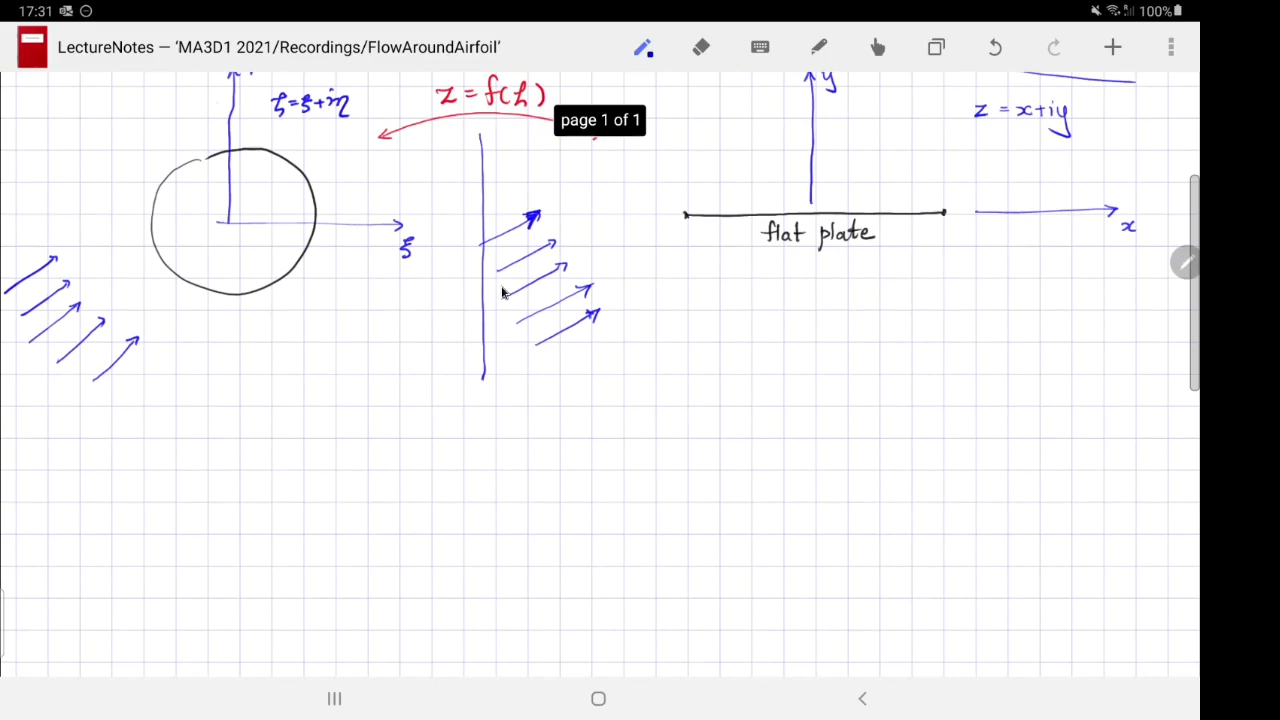 17:31
100%
LectureNotes — ‘MA3D1 2021/Recordings/FlowAroundAirfoil’
ζ=ξ+iη
z = f(ζ)
page 1 of 1
y
z = x+iy
ξ
flat plate
x